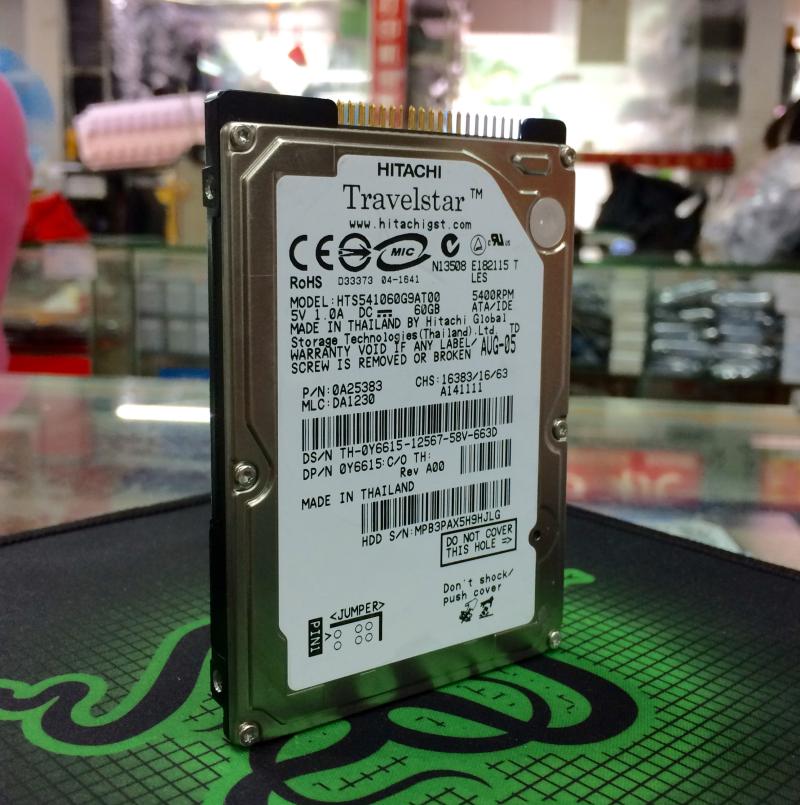 HITACHI
Travelstar™
www.hitachigst.com
CE MIC N13508 E182115 T
RoHS D33373 04-1641 LES
MODEL:HTS541060G9AT00 5400RPM
5V 1.0A DC 60GB ATA/IDE
MADE IN THAILAND BY Hitachi Global
Storage Technologies(Thailand).Ltd. TD
WARRANTY VOID IF ANY LABEL/ AUG-05
SCREW IS REMOVED OR BROKEN
P/N:0A25383 CHS:16383/16/63
MLC:DA1230 A141111
DS/N TH-0Y6615-12567-58V-663D
DP/N 0Y6615:C/O TH:
Rev A00
MADE IN THAILAND
HDD S/N:MPB3PAX5H9HJLG
DO NOT COVER
THIS HOLE =>
Don't shock/
push cover
<JUMPER>
PIN1